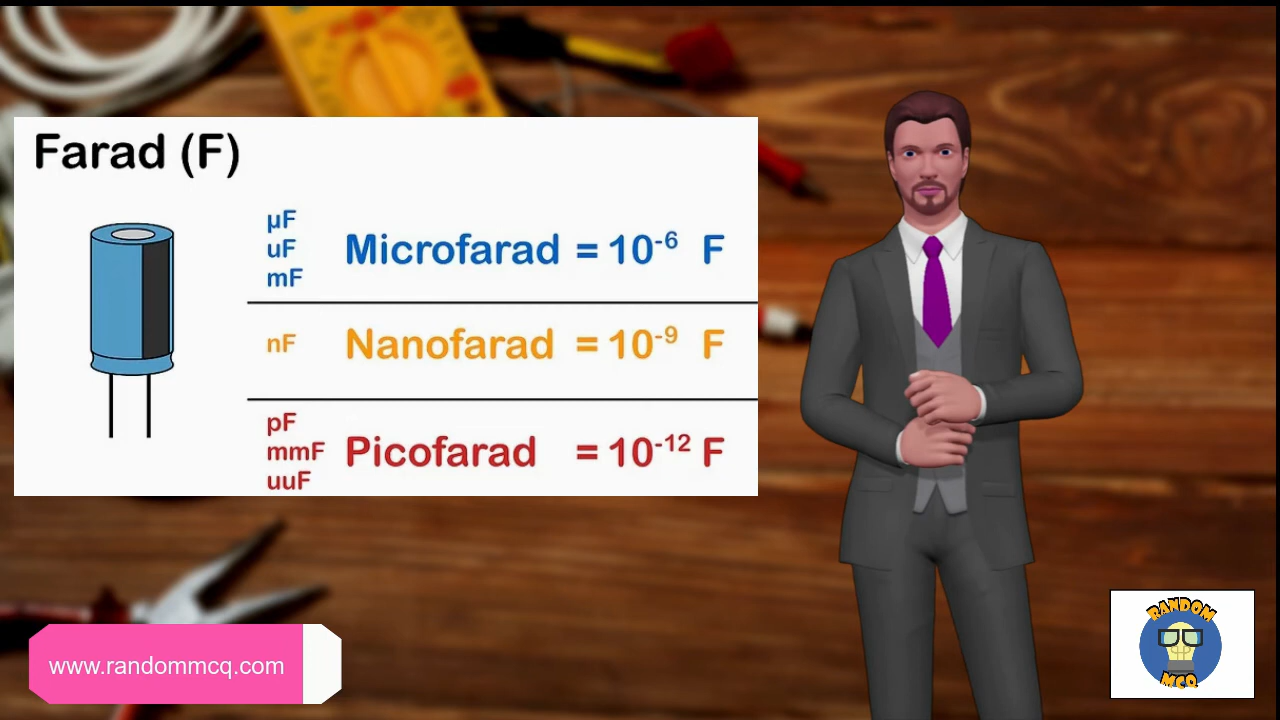 Farad (F)
µF
uF
mF
Microfarad = 10⁻⁶ F
nF
Nanofarad = 10⁻⁹ F
pF
mmF
uuF
Picofarad = 10⁻¹² F
www.randommcq.com
RANDOM
MCQ